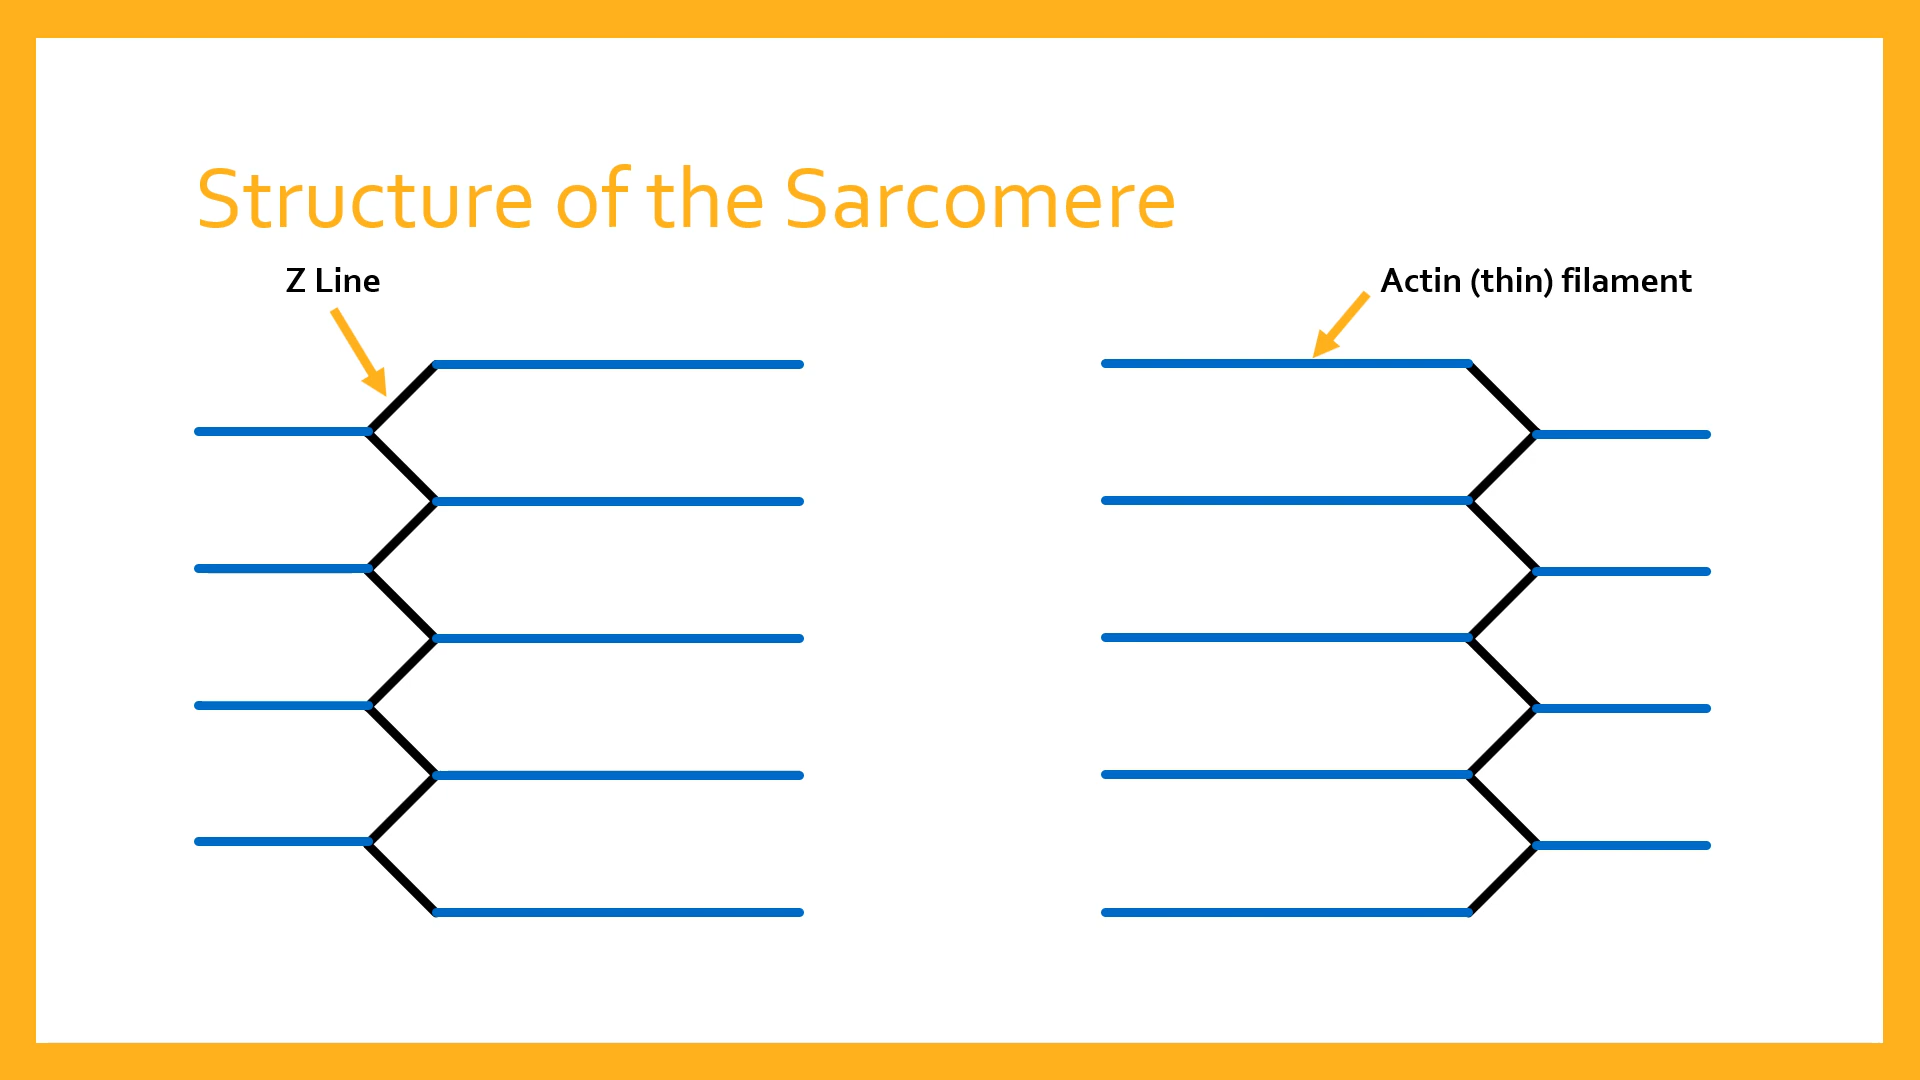 Structure of the Sarcomere
Z Line
Actin (thin) filament